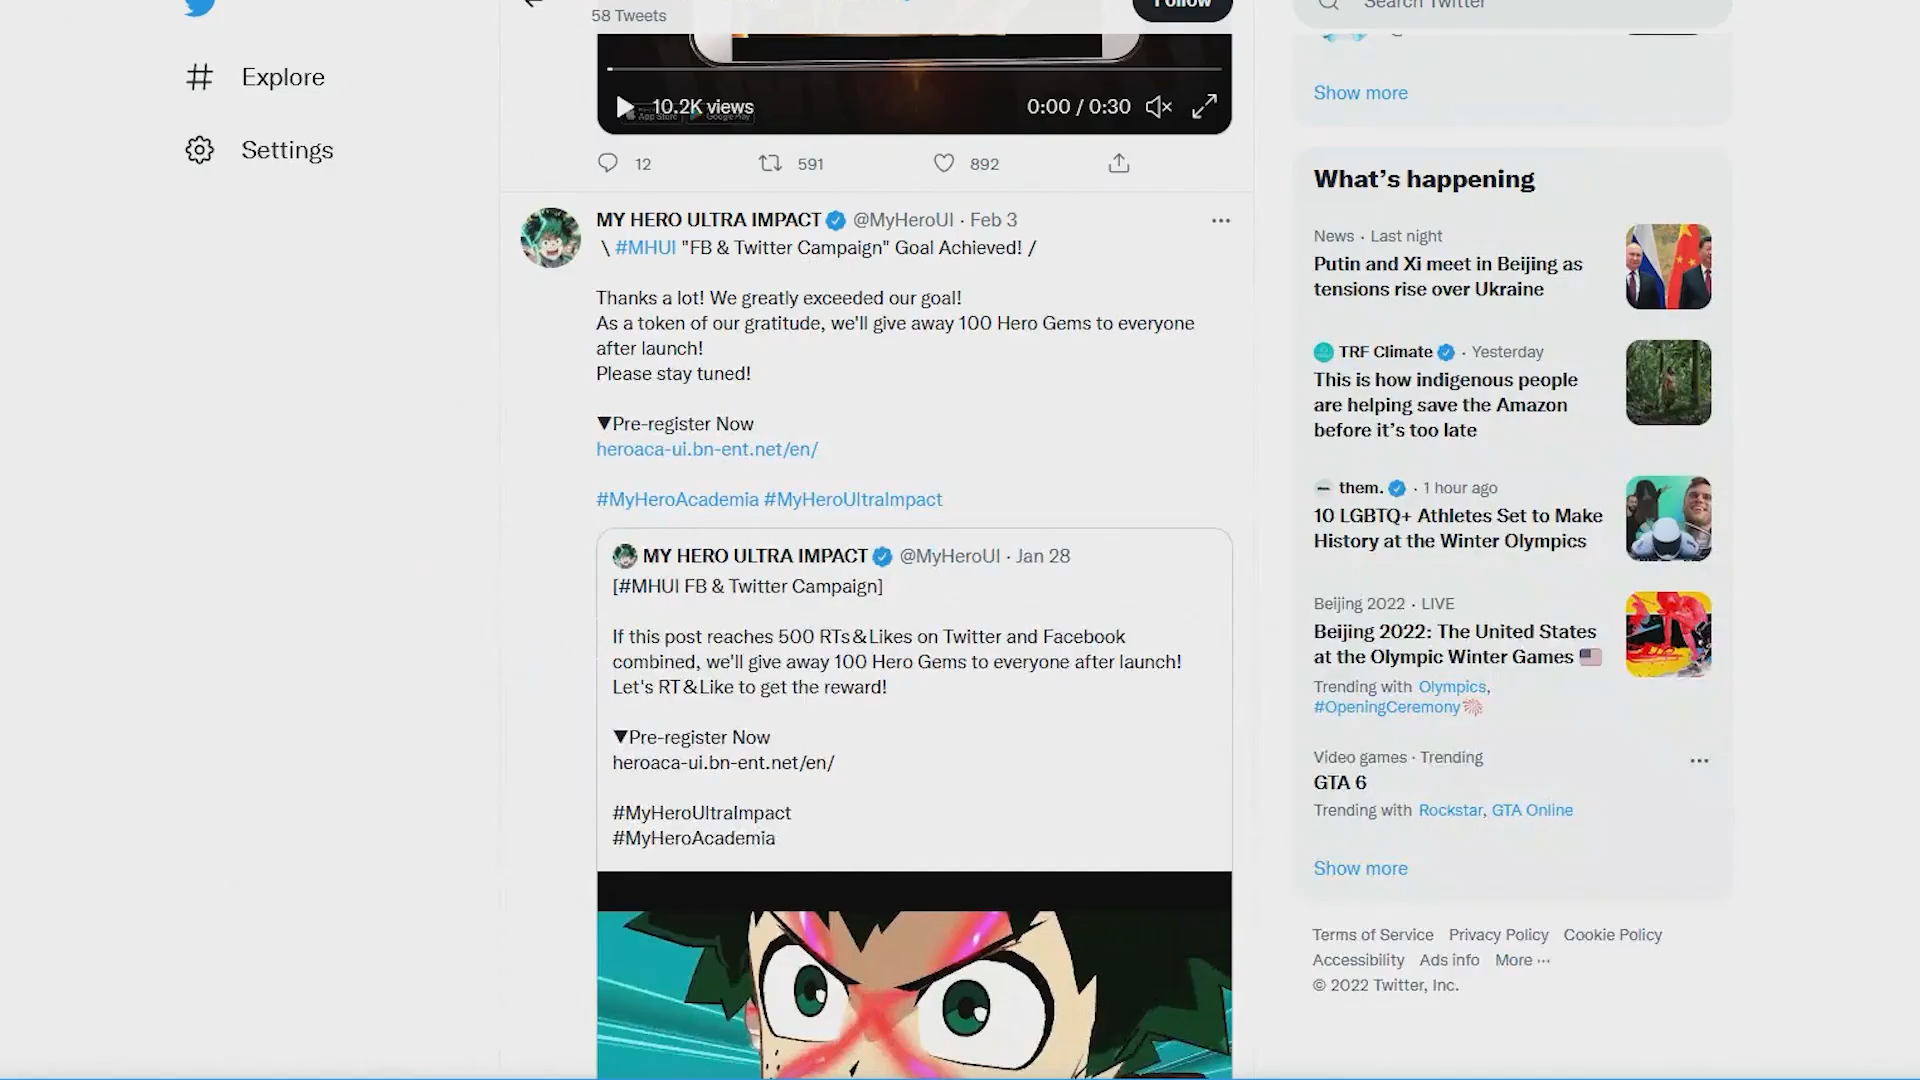 58 Tweets
Follow
Search Twitter
Explore
Settings
10.2K views
0:00 / 0:30
App Store
Google Play
12
591
892
MY HERO ULTRA IMPACT @MyHeroUI · Feb 3
\ #MHUI "FB & Twitter Campaign" Goal Achieved! /
Thanks a lot! We greatly exceeded our goal!
As a token of our gratitude, we'll give away 100 Hero Gems to everyone
after launch!
Please stay tuned!
▼Pre-register Now
heroaca-ui.bn-ent.net/en/
#MyHeroAcademia #MyHeroUltraImpact
MY HERO ULTRA IMPACT @MyHeroUI · Jan 28
[#MHUI FB & Twitter Campaign]
If this post reaches 500 RTs&Likes on Twitter and Facebook
combined, we'll give away 100 Hero Gems to everyone after launch!
Let's RT&Like to get the reward!
▼Pre-register Now
heroaca-ui.bn-ent.net/en/
#MyHeroUltraImpact
#MyHeroAcademia
Show more
What's happening
News · Last night
Putin and Xi meet in Beijing as
tensions rise over Ukraine
TRF Climate · Yesterday
This is how indigenous people
are helping save the Amazon
before it's too late
them. · 1 hour ago
10 LGBTQ+ Athletes Set to Make
History at the Winter Olympics
Beijing 2022 · LIVE
Beijing 2022: The United States
at the Olympic Winter Games
Trending with Olympics,
#OpeningCeremony
Video games · Trending
GTA 6
Trending with Rockstar, GTA Online
Show more
Terms of Service Privacy Policy Cookie Policy
Accessibility Ads info More ···
© 2022 Twitter, Inc.